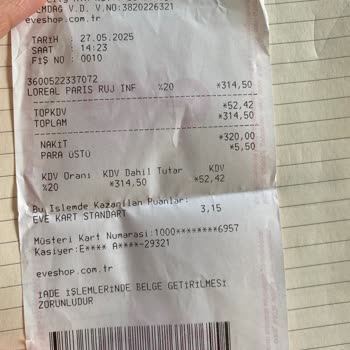 V.D. V.NO:3820226321
eveshop.com.tr
TARİH : 27.05.2025
SAAT : 14:23
FİŞ NO : 0010
3600522337072
LOREAL PARIS RUJ INF %20 *314,50
TOPKDV *52,42
TOPLAM *314,50
NAKİT *320,00
PARA ÜSTÜ *5,50
KDV Oranı KDV Dahil Tutar KDV
%20 *314,50 *52,42
Bu İşlemde Kazanılan Puanlar:
EVE KART STANDART 3,15
Müşteri Kart Numarası:1000********6957
Kasiyer:E**** A****-29321
eveshop.com.tr
İADE İŞLEMLERİNDE BELGE GETİRİLMESİ
ZORUNLUDUR